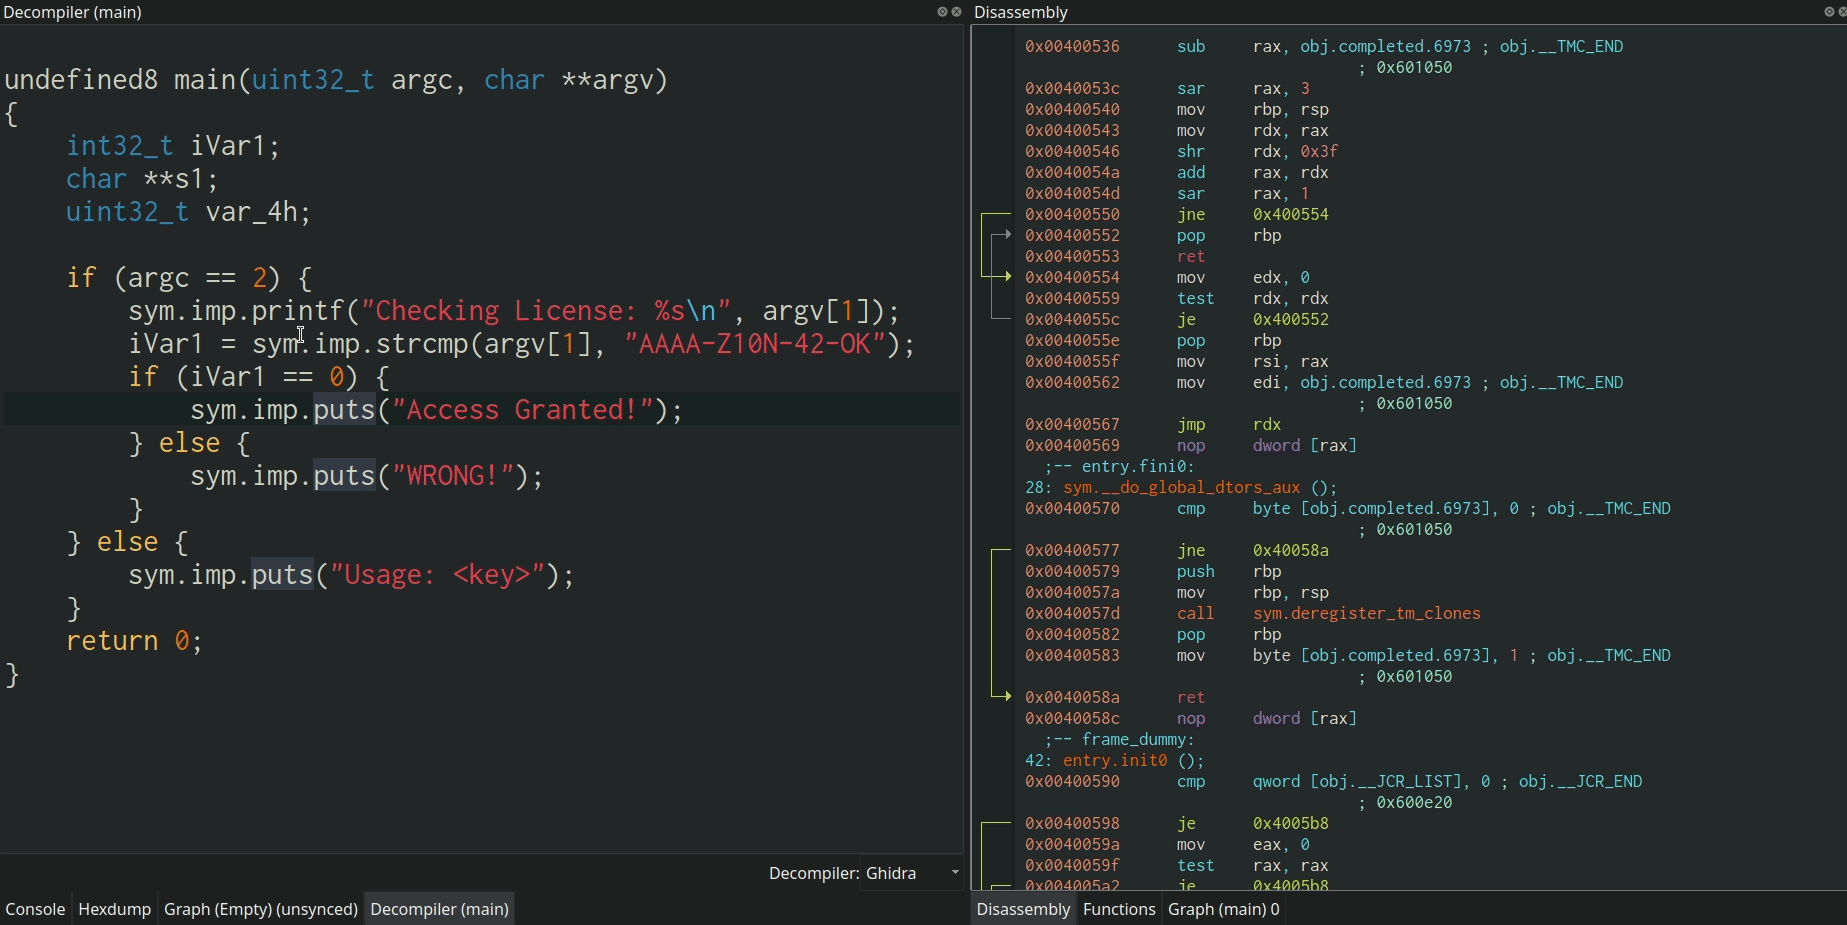 Decompiler (main)
undefined8 main(uint32_t argc, char **argv)
{
    int32_t iVar1;
    char **s1;
    uint32_t var_4h;
    if (argc == 2) {
        sym.imp.printf("Checking License: %s\n", argv[1]);
        iVar1 = sym.imp.strcmp(argv[1], "AAAA-Z10N-42-OK");
        if (iVar1 == 0) {
            sym.imp.puts("Access Granted!");
        } else {
            sym.imp.puts("WRONG!");
        }
    } else {
        sym.imp.puts("Usage: <key>");
    }
    return 0;
}
Decompiler: Ghidra
Console Hexdump Graph (Empty) (unsynced) Decompiler (main)
Disassembly
0x00400536 sub rax, obj.completed.6973 ; obj.__TMC_END
; 0x601050
0x0040053c sar rax, 3
0x00400540 mov rbp, rsp
0x00400543 mov rdx, rax
0x00400546 shr rdx, 0x3f
0x0040054a add rax, rdx
0x0040054d sar rax, 1
0x00400550 jne 0x400554
0x00400552 pop rbp
0x00400553 ret
0x00400554 mov edx, 0
0x00400559 test rdx, rdx
0x0040055c je 0x400552
0x0040055e pop rbp
0x0040055f mov rsi, rax
0x00400562 mov edi, obj.completed.6973 ; obj.__TMC_END
; 0x601050
0x00400567 jmp rdx
0x00400569 nop dword [rax]
;-- entry.fini0:
28: sym.__do_global_dtors_aux ();
0x00400570 cmp byte [obj.completed.6973], 0 ; obj.__TMC_END
; 0x601050
0x00400577 jne 0x40058a
0x00400579 push rbp
0x0040057a mov rbp, rsp
0x0040057d call sym.deregister_tm_clones
0x00400582 pop rbp
0x00400583 mov byte [obj.completed.6973], 1 ; obj.__TMC_END
; 0x601050
0x0040058a ret
0x0040058c nop dword [rax]
;-- frame_dummy:
42: entry.init0 ();
0x00400590 cmp qword [obj.__JCR_LIST], 0 ; obj.__JCR_END
; 0x600e20
0x00400598 je 0x4005b8
0x0040059a mov eax, 0
0x0040059f test rax, rax
0x004005a2 je 0x4005b8
Disassembly Functions Graph (main) 0